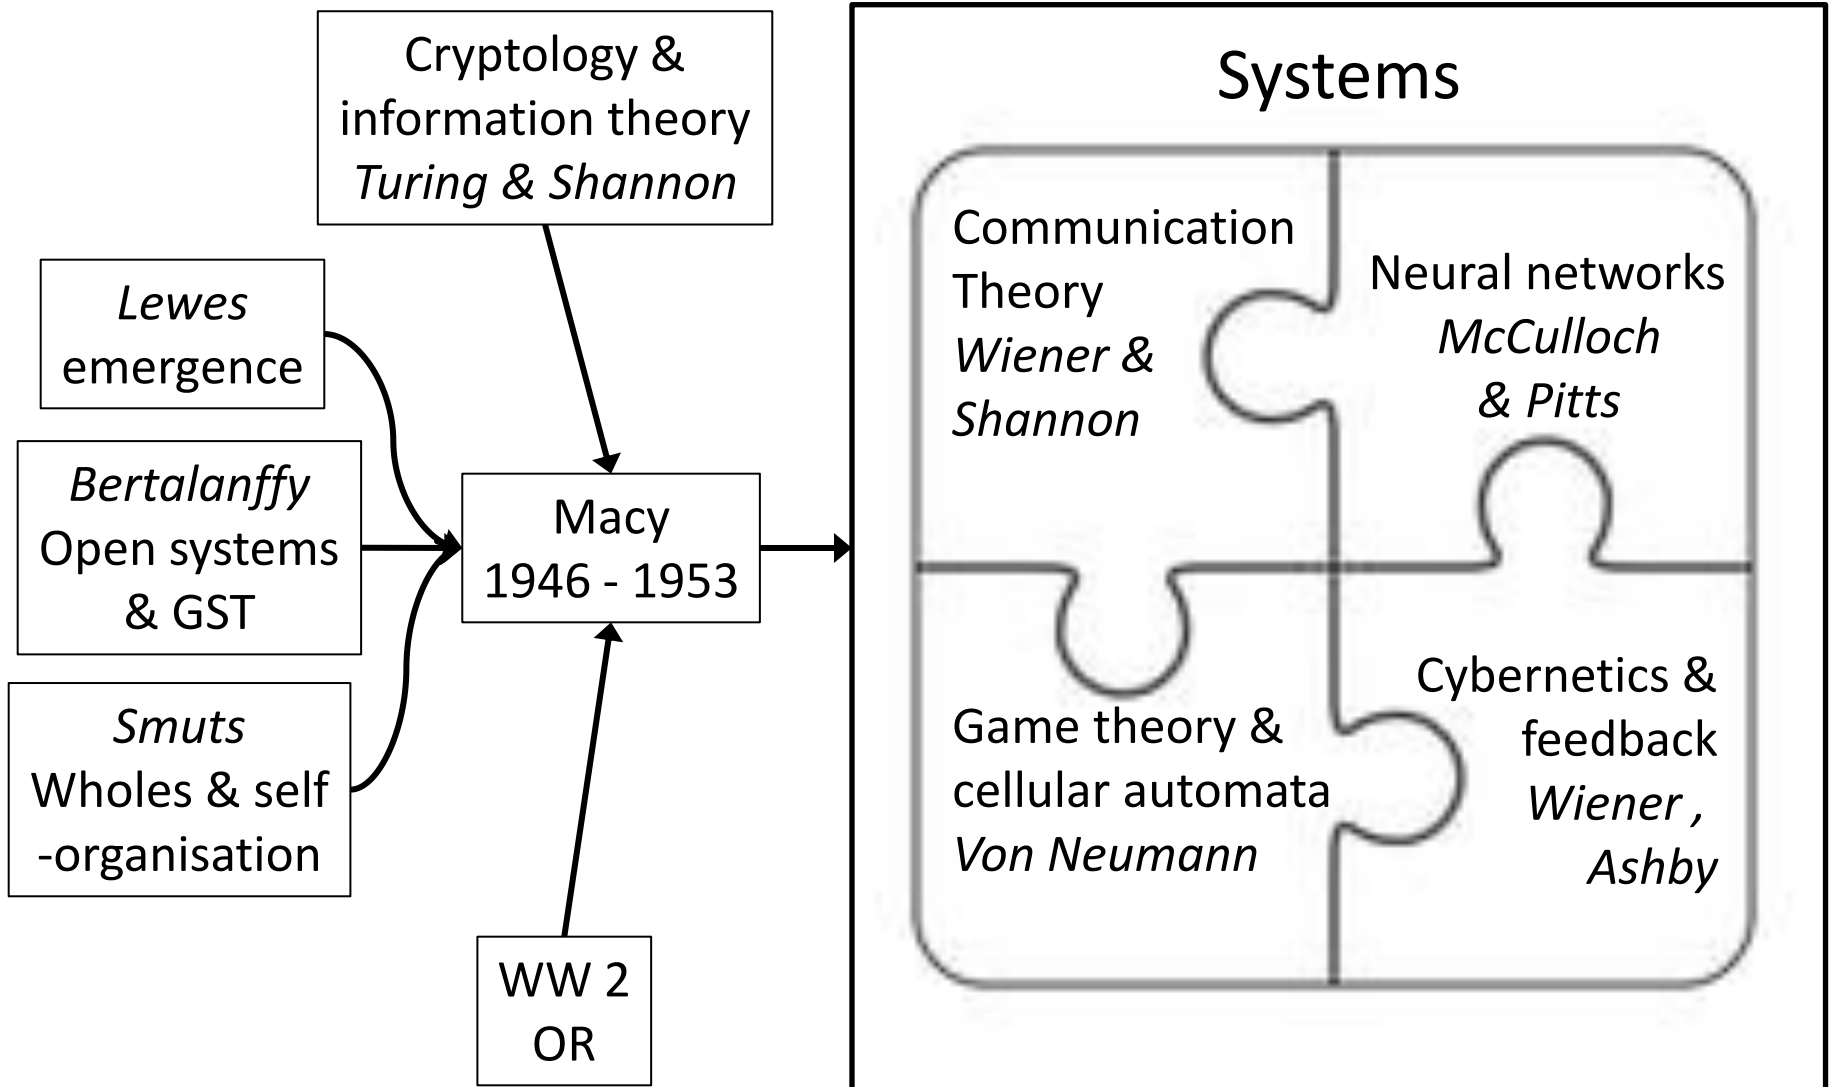 Cryptology &
information theory
Turing & Shannon
Lewes
emergence
Bertalanffy
Open systems
& GST
Smuts
Wholes & self
-organisation
Macy
1946 - 1953
WW 2
OR
Systems
Communication
Theory
Wiener &
Shannon
Neural networks
McCulloch
& Pitts
Game theory &
cellular automata
Von Neumann
Cybernetics &
feedback
Wiener ,
Ashby